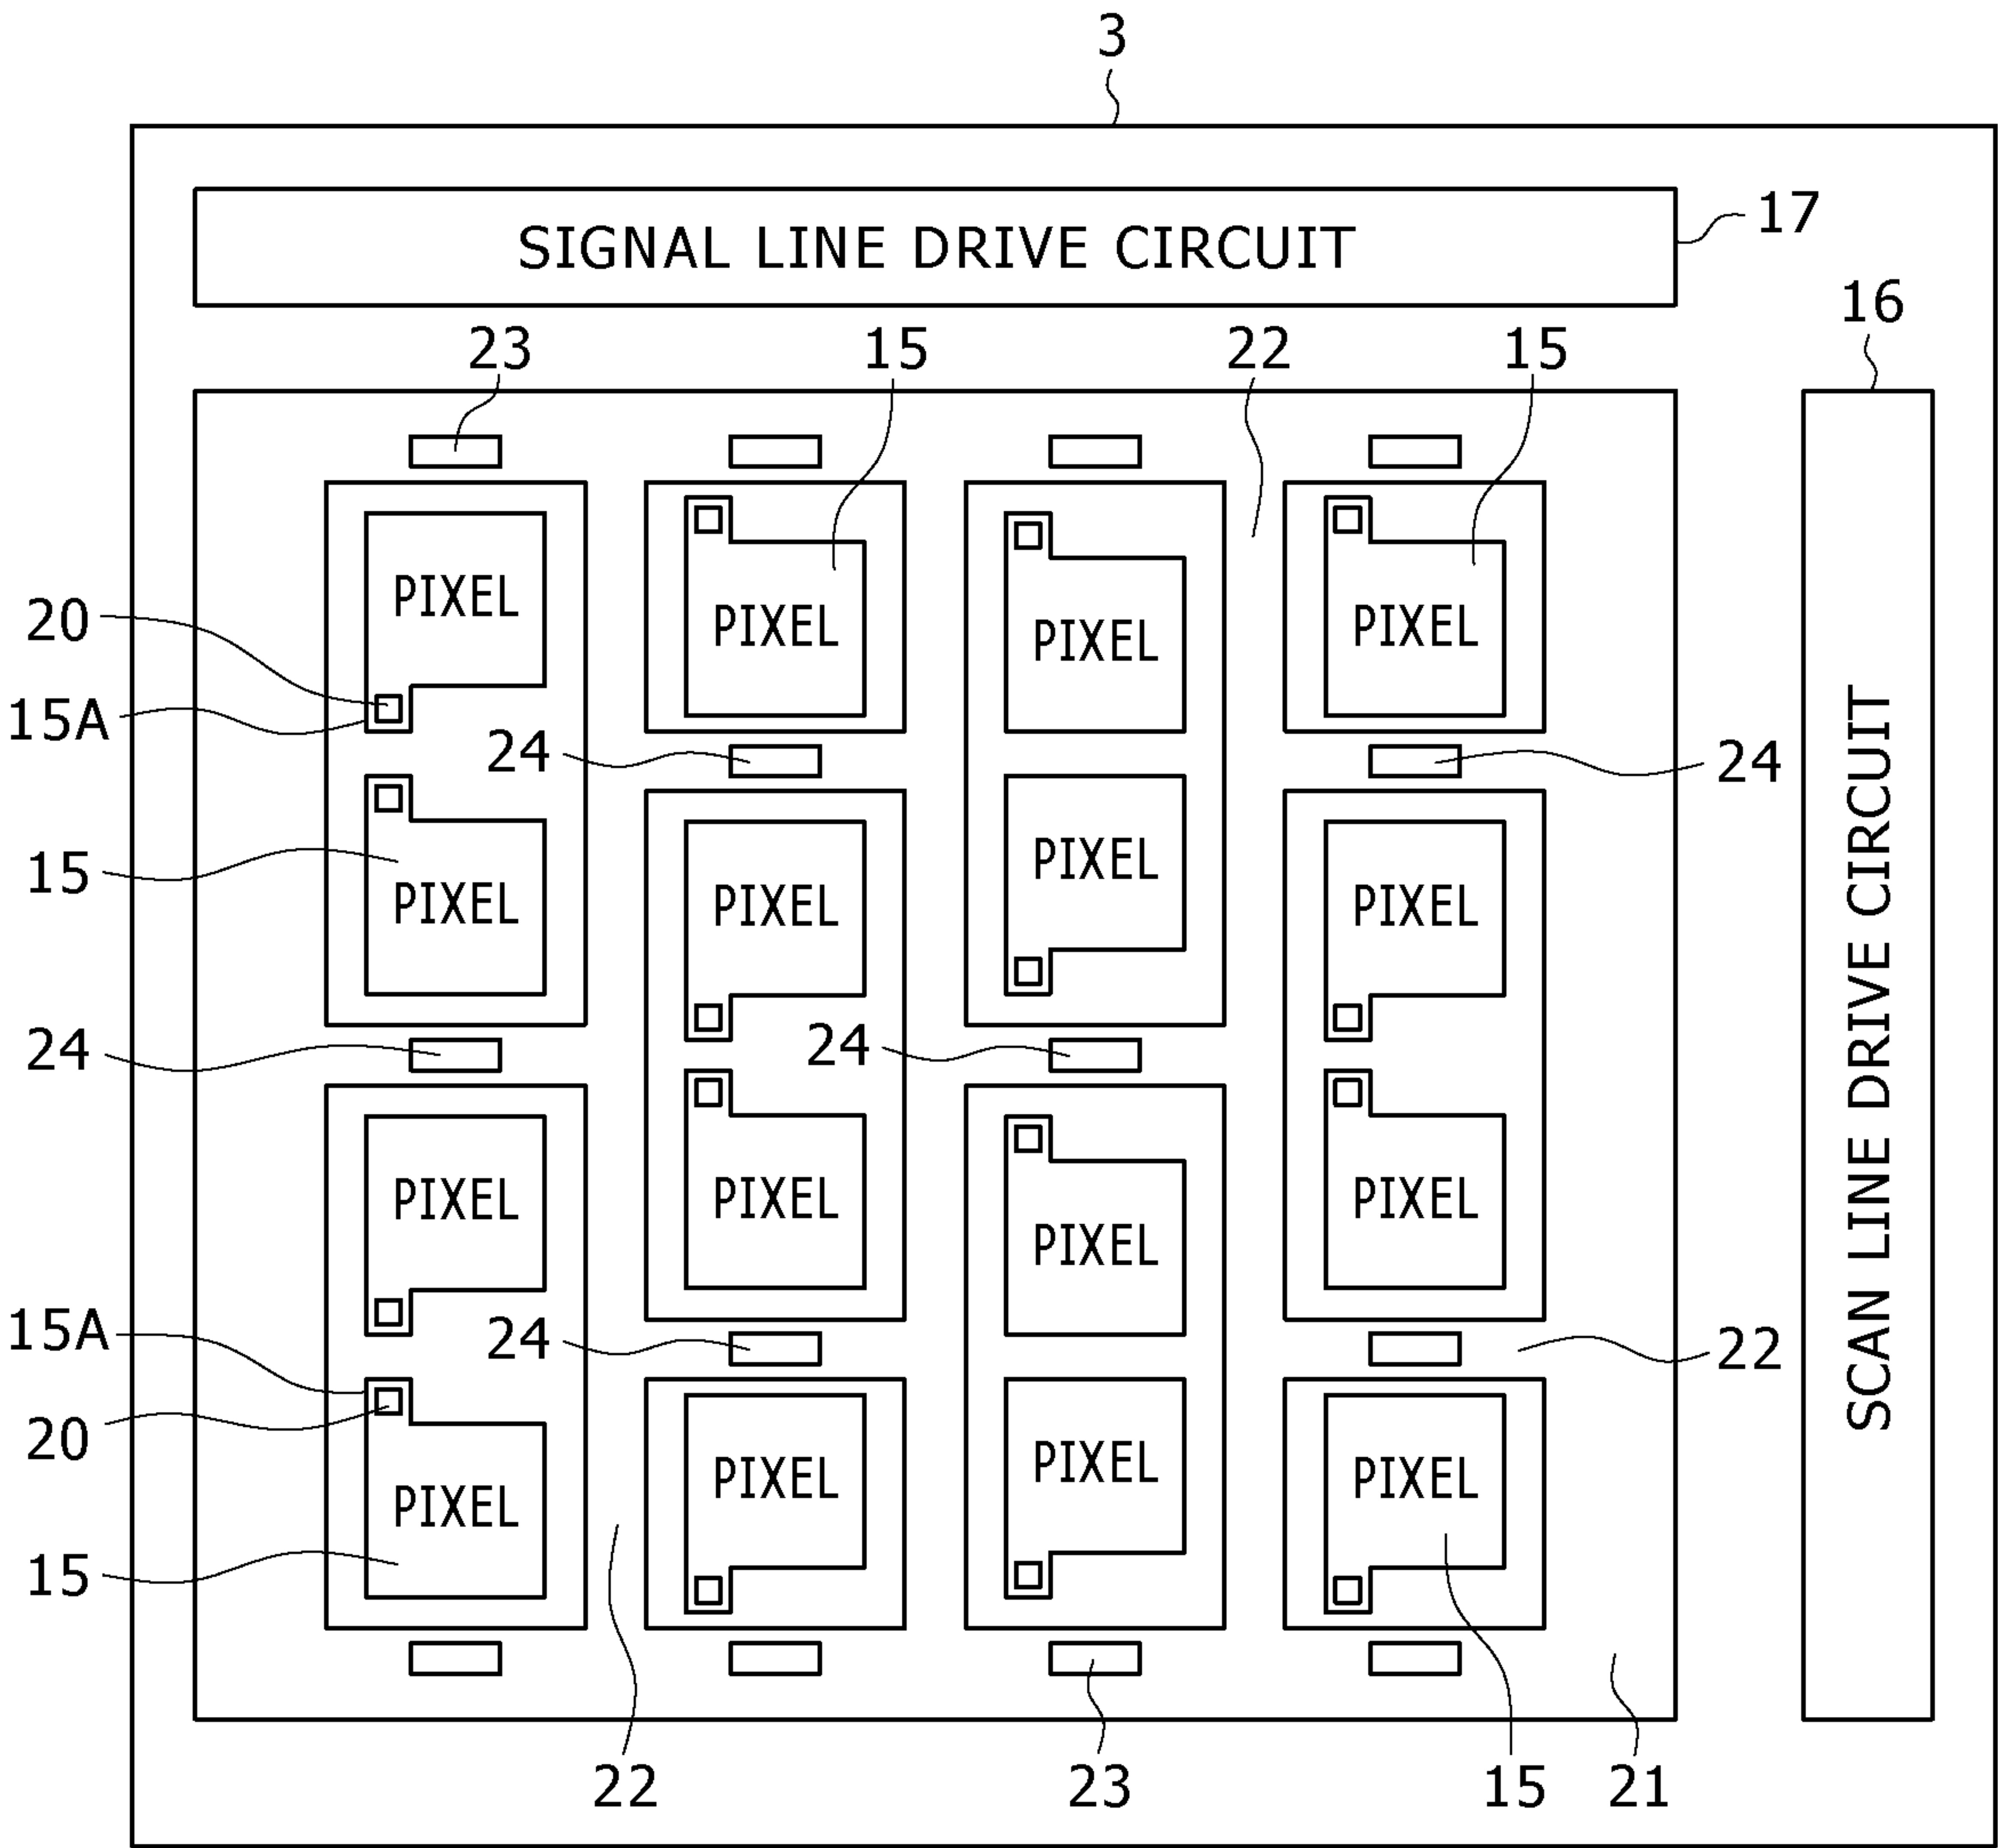 3
SIGNAL LINE DRIVE CIRCUIT
17
16
23
15
22
15
PIXEL
PIXEL
PIXEL
PIXEL
20
15A
24
24
15
PIXEL
PIXEL
PIXEL
PIXEL
SCAN LINE DRIVE CIRCUIT
24
24
PIXEL
PIXEL
PIXEL
PIXEL
15A
24
22
20
PIXEL
PIXEL
PIXEL
PIXEL
15
22
23
15
21